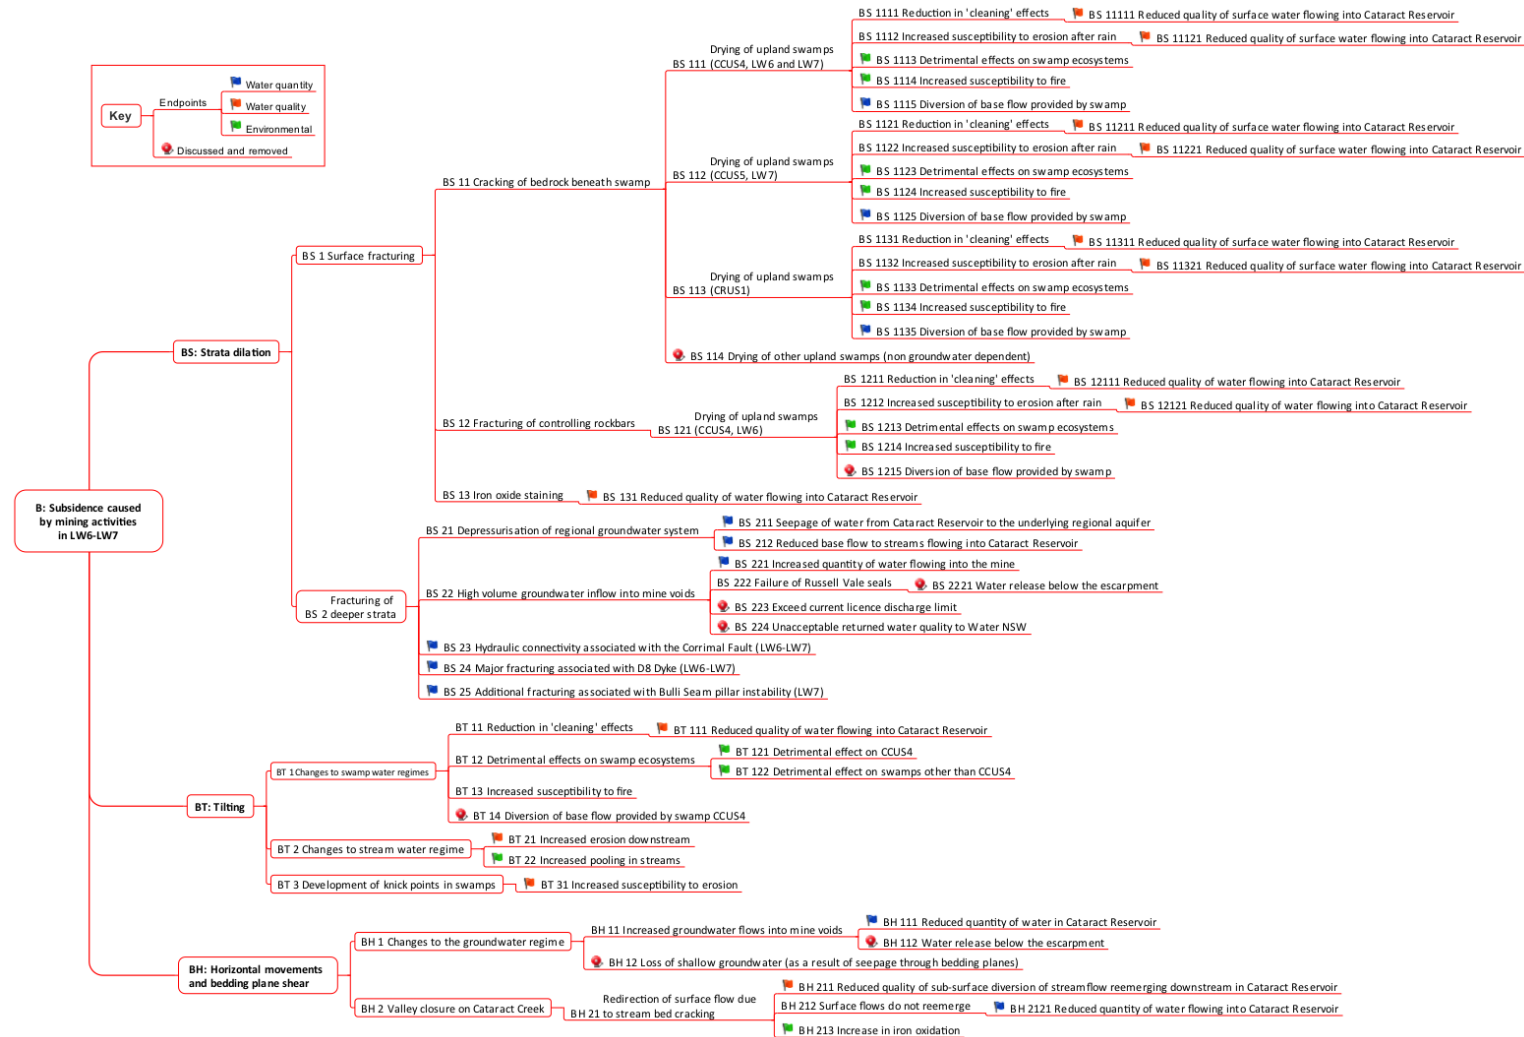 Key
Endpoints
Water quantity
Water quality
Environmental
Discussed and removed
B: Subsidence caused
by mining activities
in LW6-LW7
BS: Strata dilation
BS 1 Surface fracturing
BS 11 Cracking of bedrock beneath swamp
Drying of upland swamps
BS 111 (CCUS4, LW6 and LW7)
BS 1111 Reduction in 'cleaning' effects
BS 11111 Reduced quality of surface water flowing into Cataract Reservoir
BS 1112 Increased susceptibility to erosion after rain
BS 11121 Reduced quality of surface water flowing into Cataract Reservoir
BS 1113 Detrimental effects on swamp ecosystems
BS 1114 Increased susceptibility to fire
BS 1115 Diversion of base flow provided by swamp
Drying of upland swamps
BS 112 (CCUS5, LW7)
BS 1121 Reduction in 'cleaning' effects
BS 11211 Reduced quality of surface water flowing into Cataract Reservoir
BS 1122 Increased susceptibility to erosion after rain
BS 11221 Reduced quality of surface water flowing into Cataract Reservoir
BS 1123 Detrimental effects on swamp ecosystems
BS 1124 Increased susceptibility to fire
BS 1125 Diversion of base flow provided by swamp
Drying of upland swamps
BS 113 (CRUS1)
BS 1131 Reduction in 'cleaning' effects
BS 11311 Reduced quality of surface water flowing into Cataract Reservoir
BS 1132 Increased susceptibility to erosion after rain
BS 11321 Reduced quality of surface water flowing into Cataract Reservoir
BS 1133 Detrimental effects on swamp ecosystems
BS 1134 Increased susceptibility to fire
BS 1135 Diversion of base flow provided by swamp
BS 114 Drying of other upland swamps (non groundwater dependent)
BS 12 Fracturing of controlling rockbars
Drying of upland swamps
BS 121 (CCUS4, LW6)
BS 1211 Reduction in 'cleaning' effects
BS 12111 Reduced quality of water flowing into Cataract Reservoir
BS 1212 Increased susceptibility to erosion after rain
BS 12121 Reduced quality of water flowing into Cataract Reservoir
BS 1213 Detrimental effects on swamp ecosystems
BS 1214 Increased susceptibility to fire
BS 1215 Diversion of base flow provided by swamp
BS 13 Iron oxide staining
BS 131 Reduced quality of water flowing into Cataract Reservoir
Fracturing of
BS 2 deeper strata
BS 21 Depressurisation of regional groundwater system
BS 211 Seepage of water from Cataract Reservoir to the underlying regional aquifer
BS 212 Reduced base flow to streams flowing into Cataract Reservoir
BS 22 High volume groundwater inflow into mine voids
BS 221 Increased quantity of water flowing into the mine
BS 222 Failure of Russell Vale seals
BS 2221 Water release below the escarpment
BS 223 Exceed current licence discharge limit
BS 224 Unacceptable returned water quality to Water NSW
BS 23 Hydraulic connectivity associated with the Corrimal Fault (LW6-LW7)
BS 24 Major fracturing associated with D8 Dyke (LW6-LW7)
BS 25 Additional fracturing associated with Bulli Seam pillar instability (LW7)
BT: Tilting
BT 1 Changes to swamp water regimes
BT 11 Reduction in 'cleaning' effects
BT 111 Reduced quality of water flowing into Cataract Reservoir
BT 12 Detrimental effects on swamp ecosystems
BT 121 Detrimental effect on CCUS4
BT 122 Detrimental effect on swamps other than CCUS4
BT 13 Increased susceptibility to fire
BT 14 Diversion of base flow provided by swamp CCUS4
BT 2 Changes to stream water regime
BT 21 Increased erosion downstream
BT 22 Increased pooling in streams
BT 3 Development of knick points in swamps
BT 31 Increased susceptibility to erosion
BH: Horizontal movements
and bedding plane shear
BH 1 Changes to the groundwater regime
BH 11 Increased groundwater flows into mine voids
BH 111 Reduced quantity of water in Cataract Reservoir
BH 112 Water release below the escarpment
BH 12 Loss of shallow groundwater (as a result of seepage through bedding planes)
BH 2 Valley closure on Cataract Creek
Redirection of surface flow due
BH 21 to stream bed cracking
BH 211 Reduced quality of sub-surface diversion of streamflow reemerging downstream in Cataract Reservoir
BH 212 Surface flows do not reemerge
BH 2121 Reduced quantity of water flowing into Cataract Reservoir
BH 213 Increase in iron oxidation